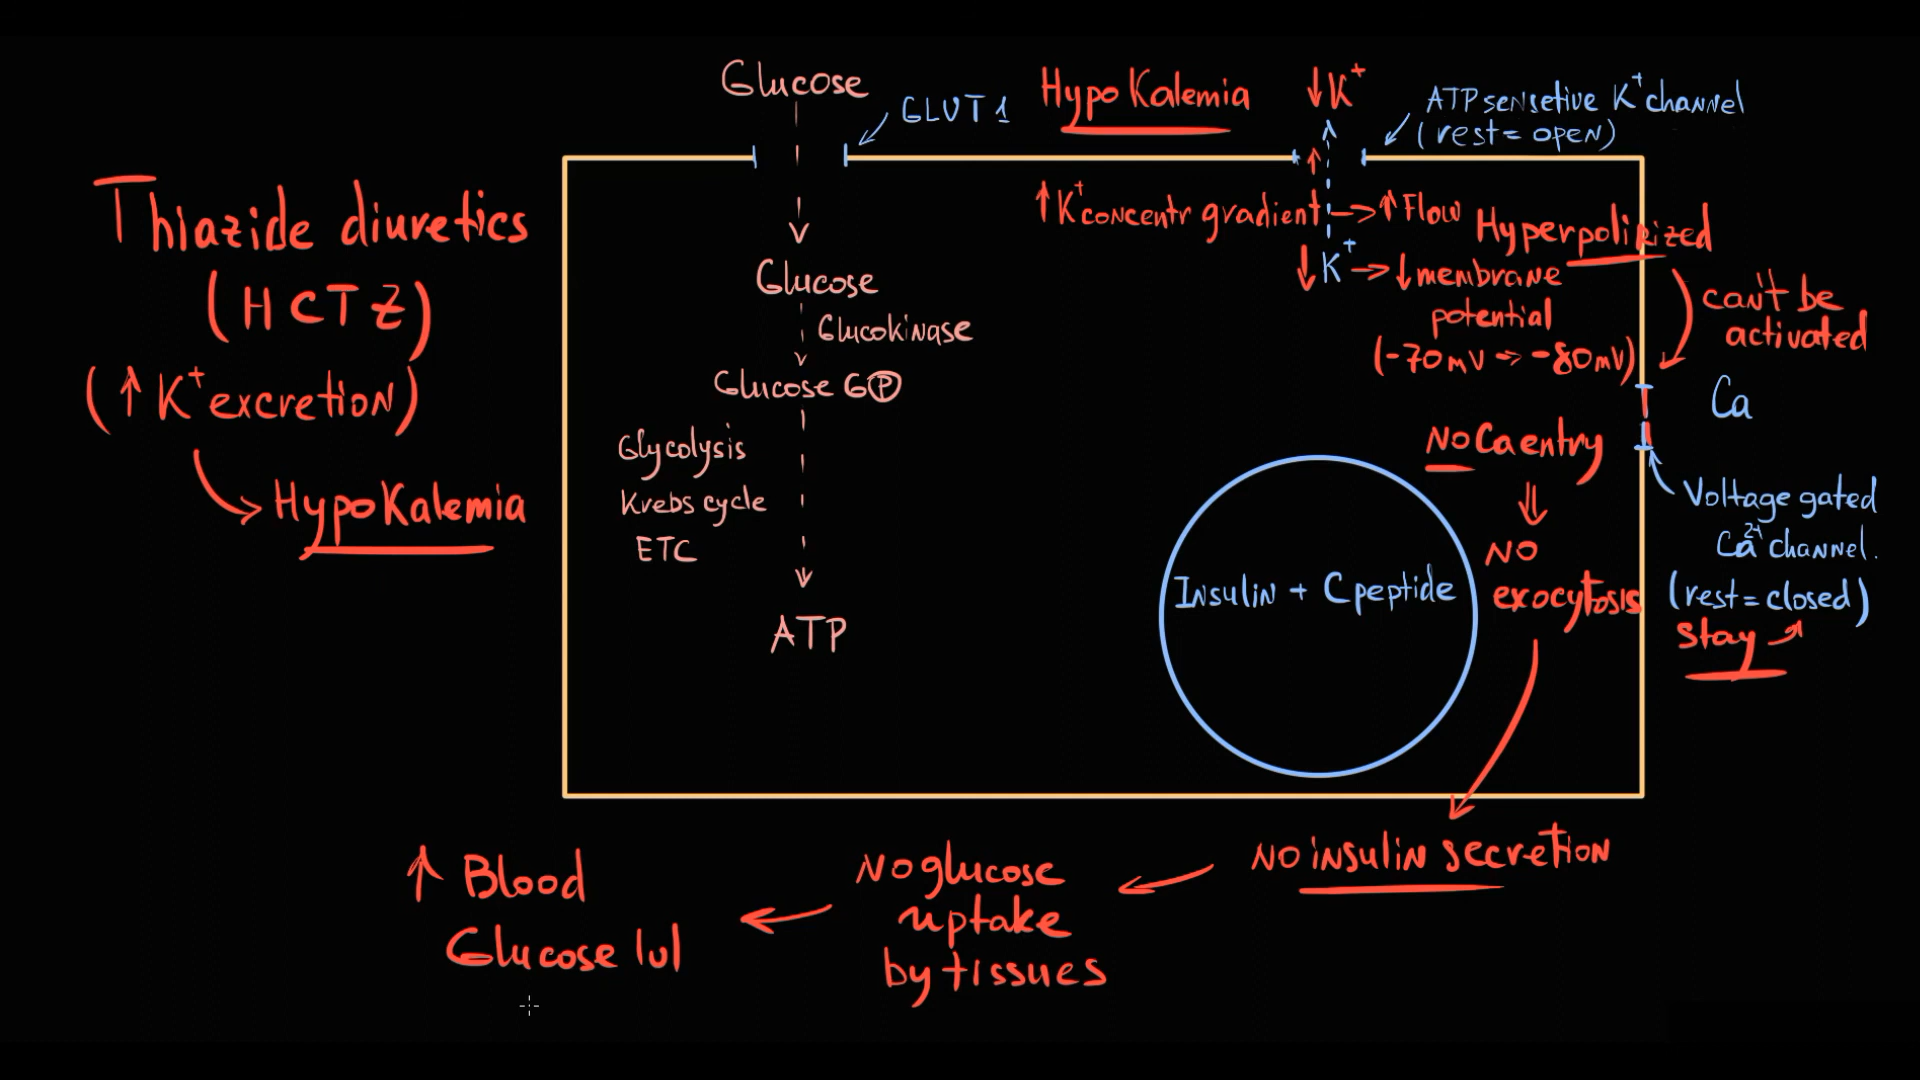 Thiazide diuretics
(HCTZ)
(↑ K⁺ excretion)
HypoKalemia
Glucose
GLUT 1
Glucose
Glucokinase
Glucose 6Ⓟ
Glycolysis
Krebs cycle
ETC
ATP
HypoKalemia
↓K⁺
ATP sensetive K⁺ channel
(rest = open)
↑K⁺ concentr gradient → ↑ Flow
Hyperpolirized
↓K⁺ → ↓ membrane
potential
(-70mV → -80mV)
can't be
activated
Ca
Voltage gated
Ca²⁺ channel.
(rest = closed)
Stay
NO Ca entry
NO
exocytosis
Insulin + C peptide
NO insulin secretion
No glucose
uptake
by tissues
↑ Blood
Glucose lvl